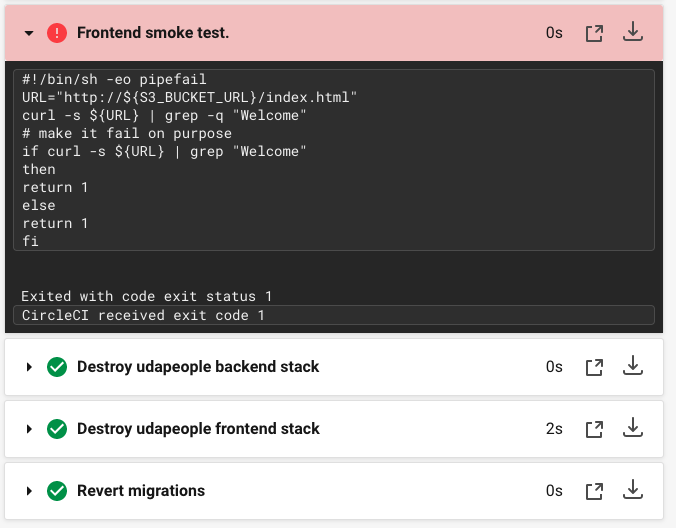 Frontend smoke test. 0s
#!/bin/sh -eo pipefail
URL="http://${S3_BUCKET_URL}/index.html"
curl -s ${URL} | grep -q "Welcome"
# make it fail on purpose
if curl -s ${URL} | grep "Welcome"
then
return 1
else
return 1
fi
Exited with code exit status 1
CircleCI received exit code 1
Destroy udapeople backend stack 0s
Destroy udapeople frontend stack 2s
Revert migrations 0s